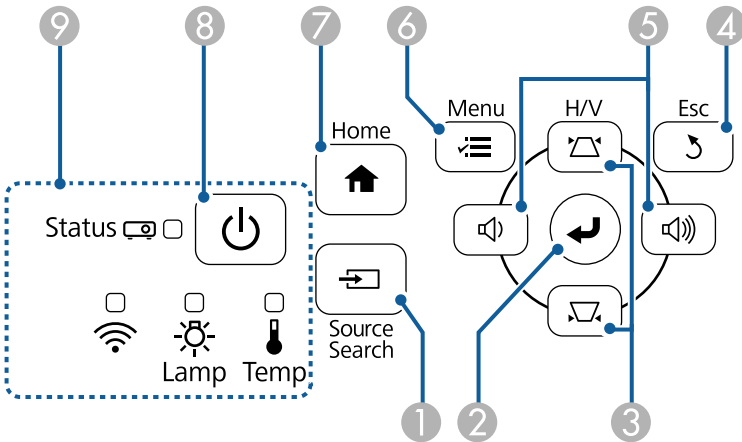 9
8
7
6
5
4
Menu
H/V
Esc
Home
Status
Source
Search
Lamp
Temp
1
2
3